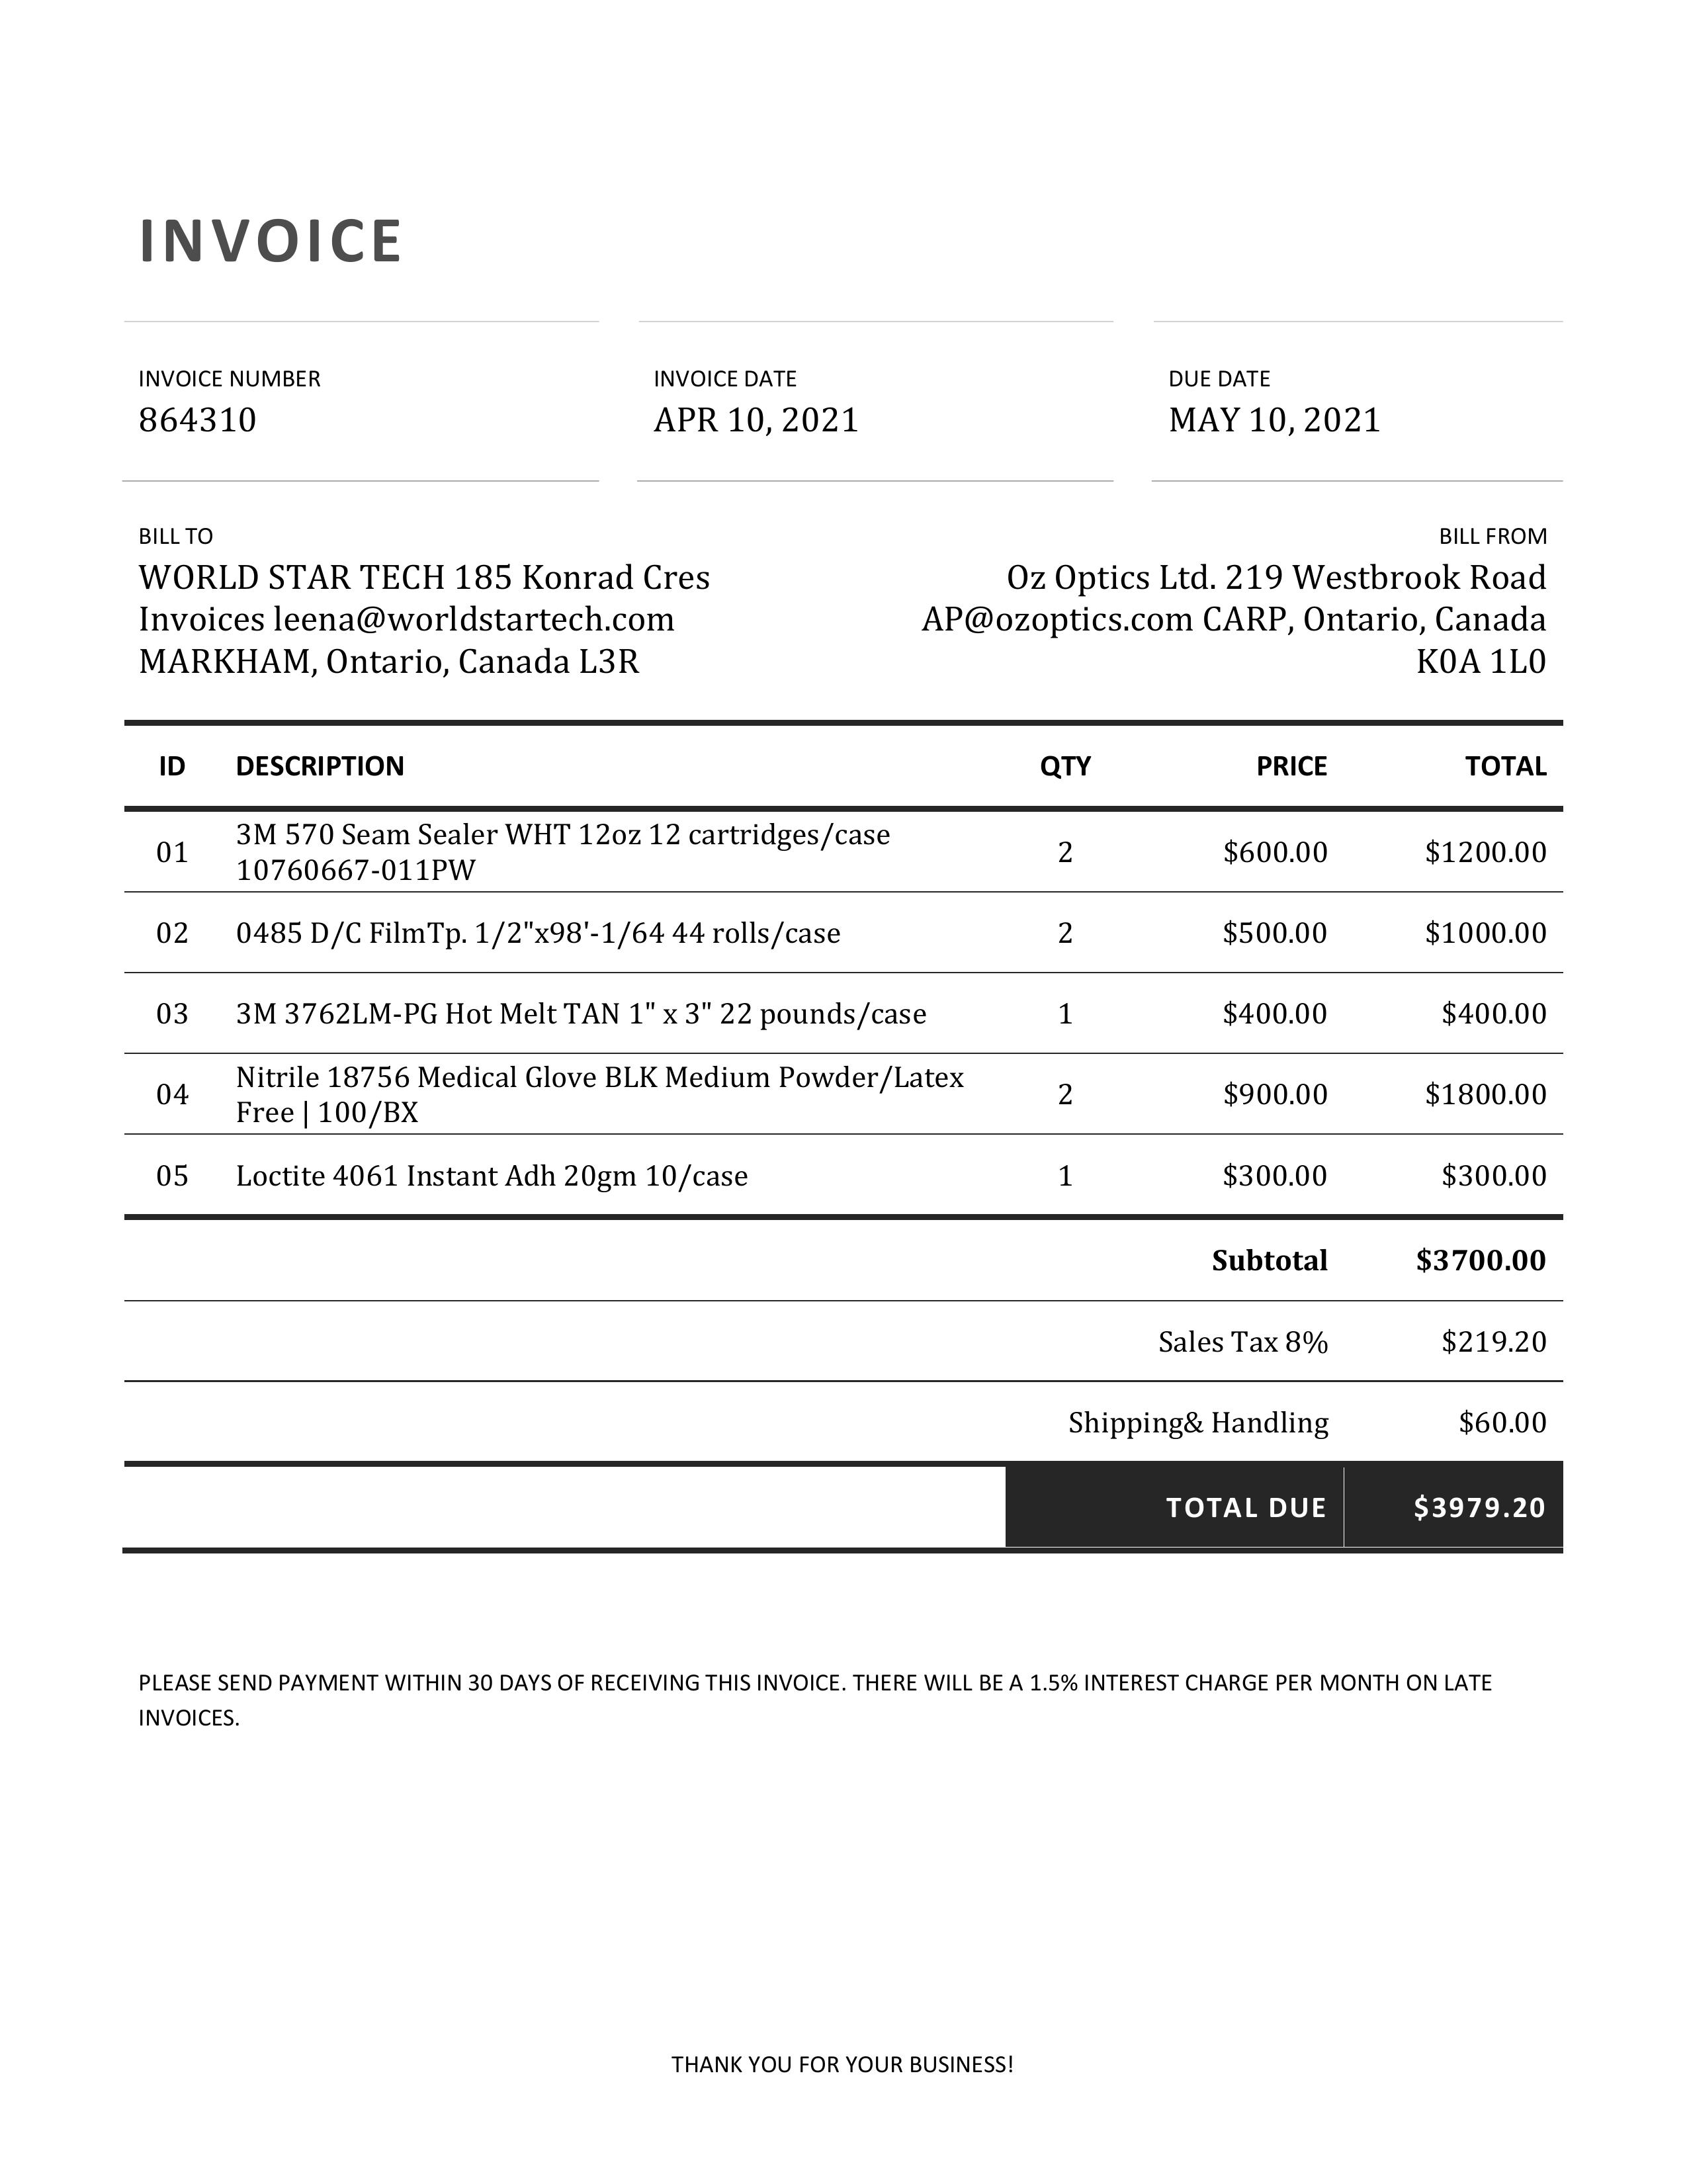 INVOICE
INVOICE NUMBER
864310
INVOICE DATE
APR 10, 2021
DUE DATE
MAY 10, 2021
BILL TO
WORLD STAR TECH 185 Konrad Cres
Invoices leena@worldstartech.com
MARKHAM, Ontario, Canada L3R
BILL FROM
Oz Optics Ltd. 219 Westbrook Road
AP@ozoptics.com CARP, Ontario, Canada
K0A 1L0
ID DESCRIPTION QTY PRICE TOTAL
01 3M 570 Seam Sealer WHT 12oz 12 cartridges/case
10760667-011PW 2 $600.00 $1200.00
02 0485 D/C FilmTp. 1/2"x98'-1/64 44 rolls/case 2 $500.00 $1000.00
03 3M 3762LM-PG Hot Melt TAN 1" x 3" 22 pounds/case 1 $400.00 $400.00
04 Nitrile 18756 Medical Glove BLK Medium Powder/Latex
Free | 100/BX 2 $900.00 $1800.00
05 Loctite 4061 Instant Adh 20gm 10/case 1 $300.00 $300.00
Subtotal $3700.00
Sales Tax 8% $219.20
Shipping& Handling $60.00
TOTAL DUE $3979.20
PLEASE SEND PAYMENT WITHIN 30 DAYS OF RECEIVING THIS INVOICE. THERE WILL BE A 1.5% INTEREST CHARGE PER MONTH ON LATE
INVOICES.
THANK YOU FOR YOUR BUSINESS!